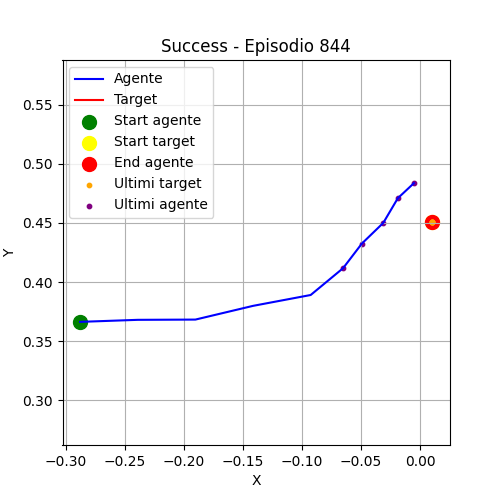 Success - Episodio 844
Agente
Target
Start agente
Start target
End agente
Ultimi target
Ultimi agente
0.55
0.50
0.45
0.40
0.35
0.30
Y
−0.30 −0.25 −0.20 −0.15 −0.10 −0.05 0.00
X